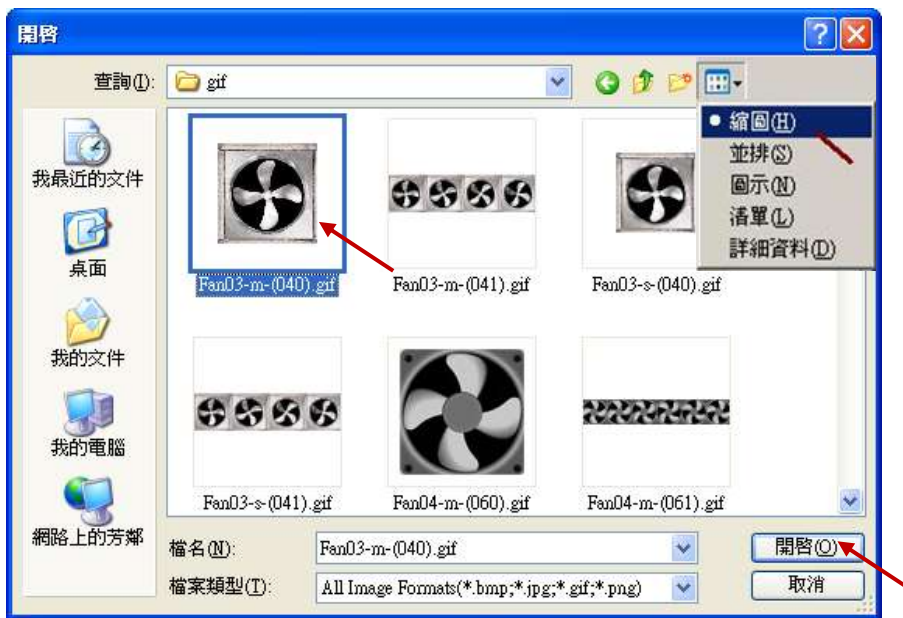 開啓
查詢(I):
gif
縮圖(H)
並排(S)
圖示(N)
清單(L)
詳細資料(D)
我最近的文件
桌面
我的文件
我的電腦
網路上的芳鄰
Fan03-m-(040).gif
Fan03-m-(041).gif
Fan03-s-(040).gif
Fan03-s-(041).gif
Fan04-m-(060).gif
Fan04-m-(061).gif
檔名(N):
Fan03-m-(040).gif
開啓(O)
檔案類型(T):
All Image Formats(*.bmp;*.jpg;*.gif;*.png)
取消